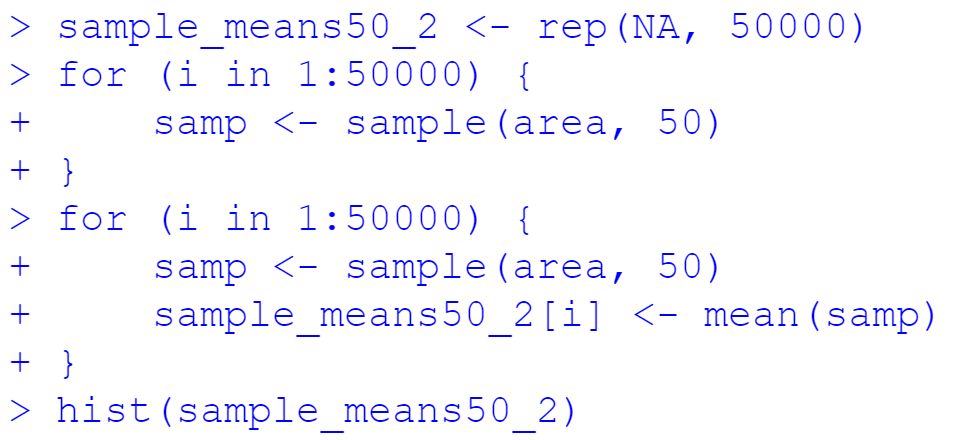 > sample_means50_2 <- rep(NA, 50000)
> for (i in 1:50000) {
+     samp <- sample(area, 50)
+ }
> for (i in 1:50000) {
+     samp <- sample(area, 50)
+     sample_means50_2[i] <- mean(samp)
+ }
> hist(sample_means50_2)